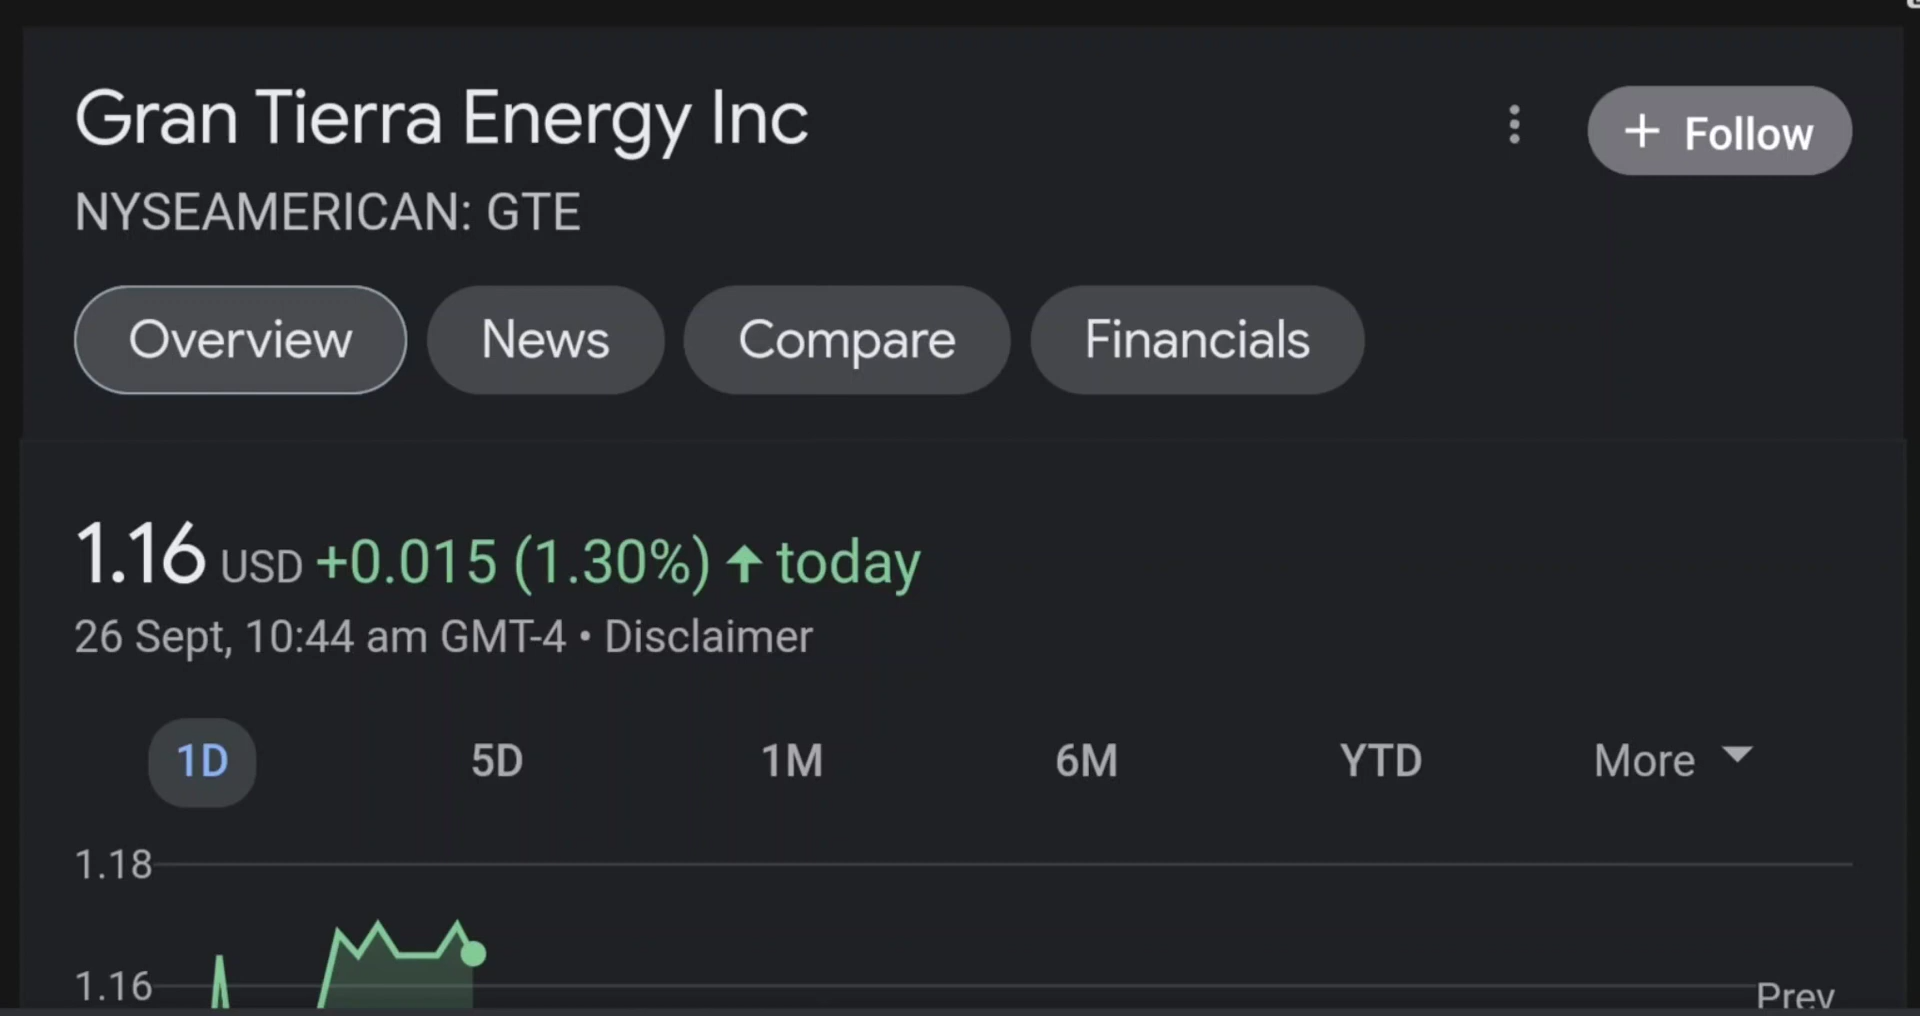 Gran Tierra Energy Inc
+ Follow
NYSEAMERICAN: GTE
Overview News Compare Financials
1.16 USD +0.015 (1.30%) ↑ today
26 Sept, 10:44 am GMT-4 • Disclaimer
1D 5D 1M 6M YTD More
1.18
1.16
Prev